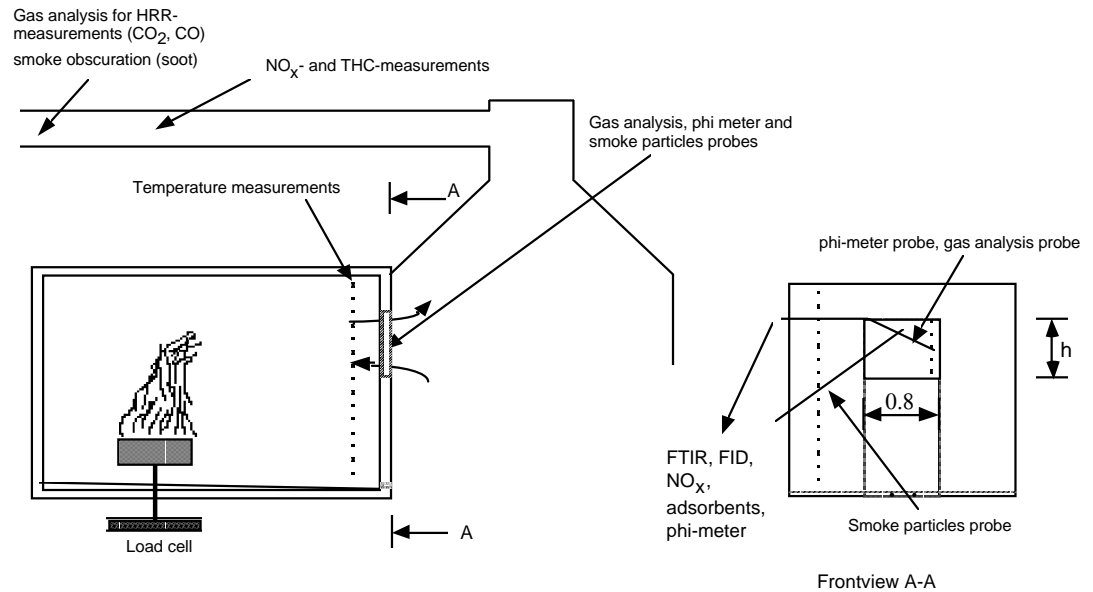 Gas analysis for HRR-
measurements (CO2, CO)
smoke obscuration (soot)
NOx- and THC-measurements
Gas analysis, phi meter and
smoke particles probes
Temperature measurements
A
phi-meter probe, gas analysis probe
h
0.8
FTIR, FID,
NOx,
adsorbents,
phi-meter
Smoke particles probe
A
Load cell
Frontview A-A